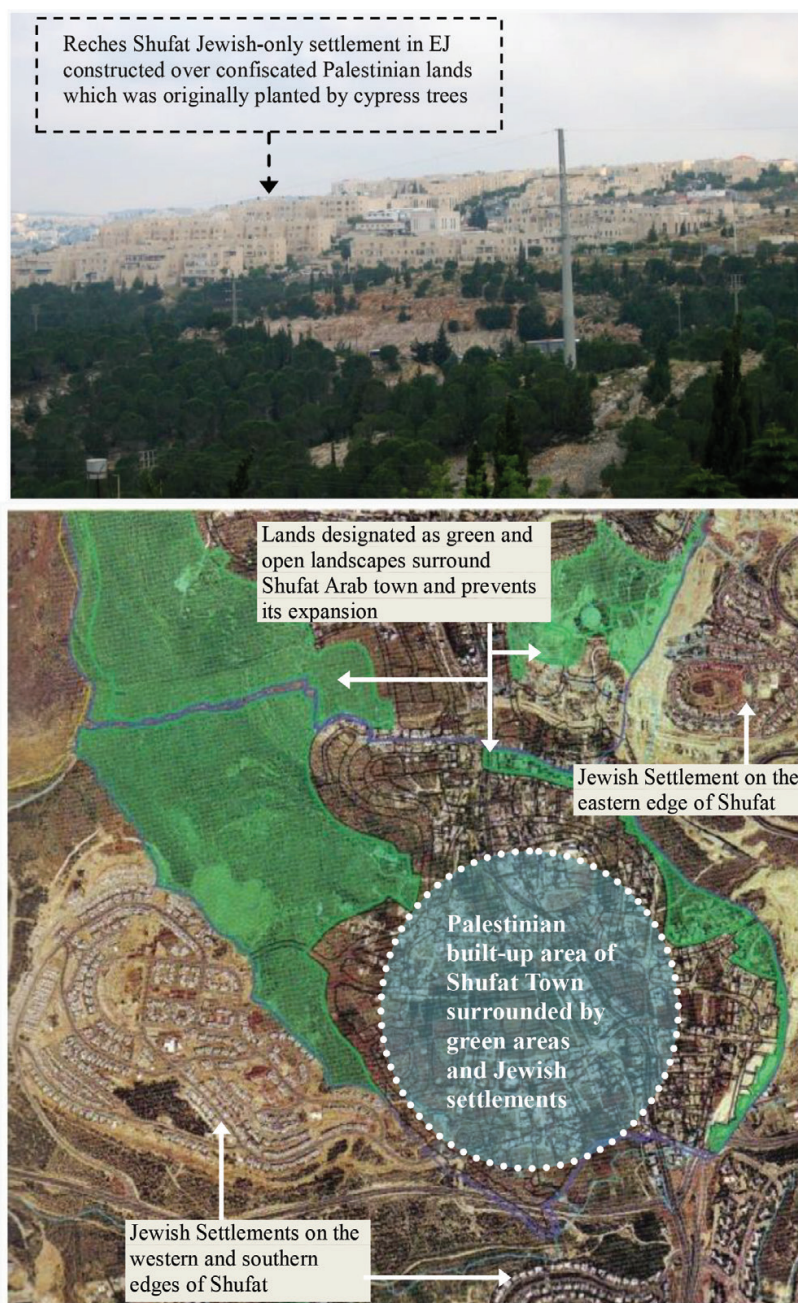 Reches Shufat Jewish-only settlement in EJ
constructed over confiscated Palestinian lands
which was originally planted by cypress trees
Lands designated as green and
open landscapes surround
Shufat Arab town and prevents
its expansion
Jewish Settlement on the
eastern edge of Shufat
Palestinian
built-up area of
Shufat Town
surrounded by
green areas
and Jewish
settlements
Jewish Settlements on the
western and southern
edges of Shufat